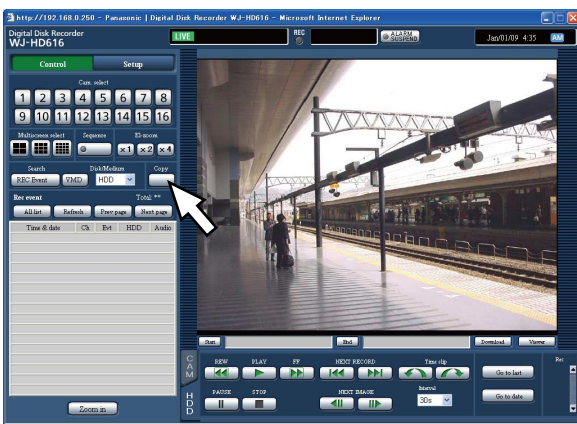 http://192.168.0.250 - Panasonic | Digital Disk Recorder WJ-HD616 - Microsoft Internet Explorer
Digital Disk Recorder
WJ-HD616
LIVE
REC
ALARM
SUSPEND
Jan/01/09 4:35 AM
Control Setup
Cam. select
1 2 3 4 5 6 7 8
9 10 11 12 13 14 15 16
Multiscreen select Sequence El-zoom
x1 x2 x4
Search Disk/Medium Copy
REC Event VMD HDD
Rec event Total: **
All list Refresh Prev page Next page
Time & date Ch Evt HDD Audio
Zoom in
Start End Download Viewer
CAM
HDD
REW PLAY FF NEXT RECORD Time slip
Go to last
Rec
PAUSE STOP NEXT IMAGE Interval
30s
Go to date